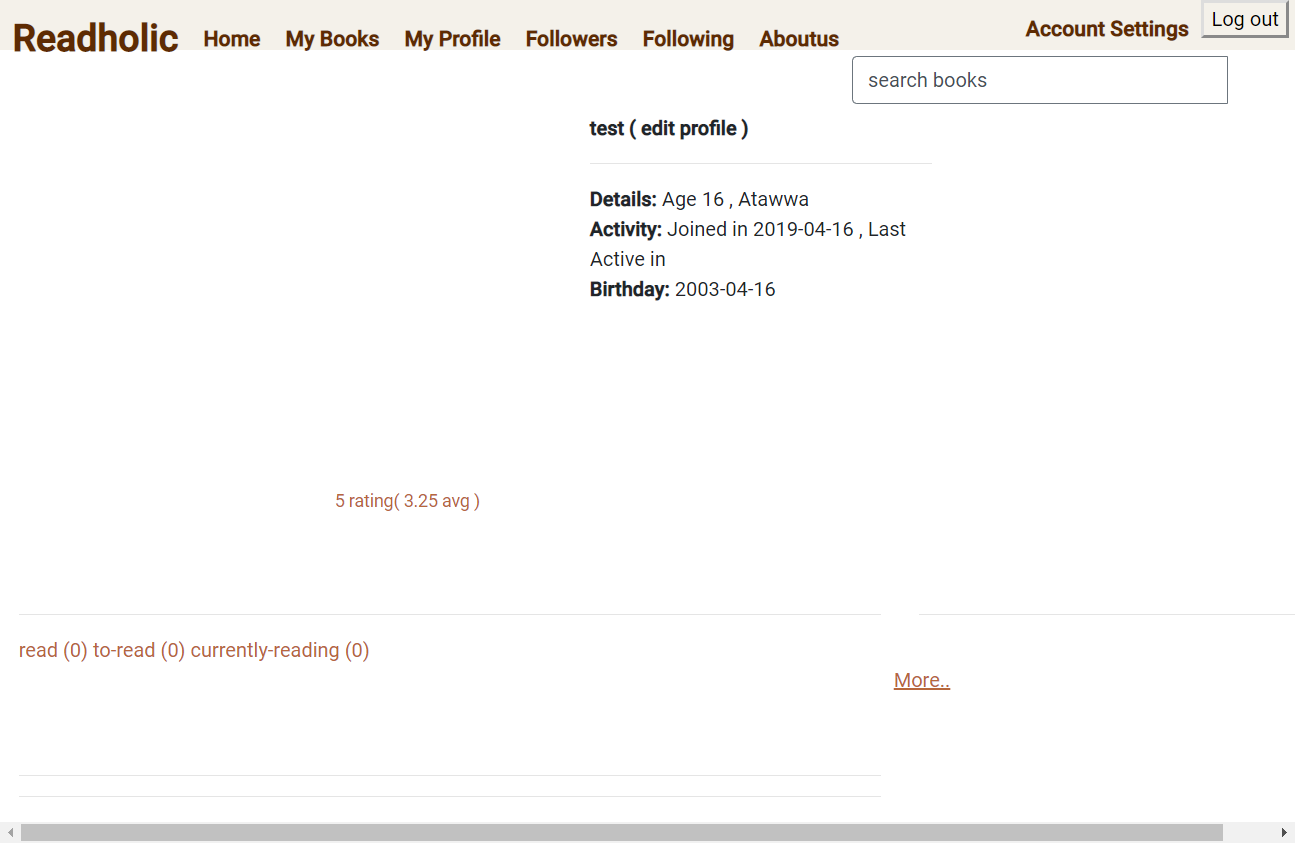 Readholic Home My Books My Profile Followers Following Aboutus Account Settings Log out
search books
test ( edit profile )
Details: Age 16 , Atawwa
Activity: Joined in 2019-04-16 , Last
Active in
Birthday: 2003-04-16
5 rating( 3.25 avg )
read (0) to-read (0) currently-reading (0)
More..